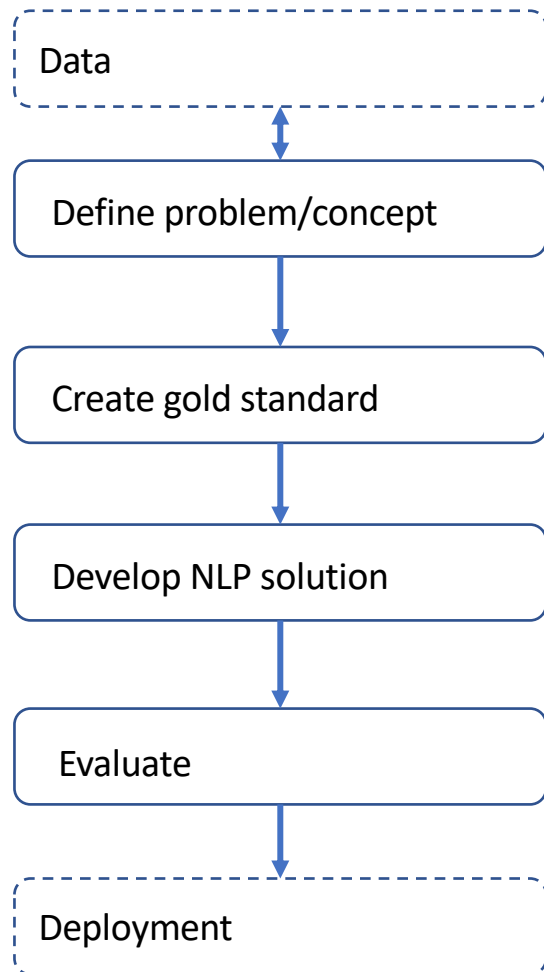 Data
Define problem/concept
Create gold standard
Develop NLP solution
Evaluate
Deployment